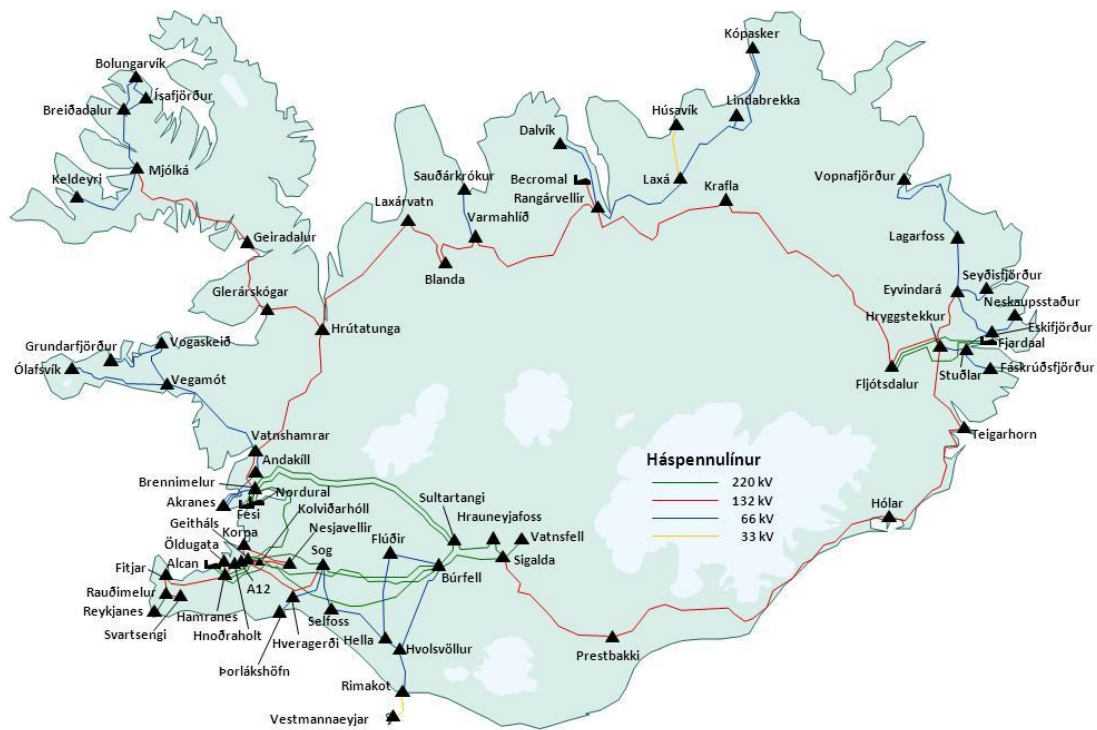 Kópasker
Bolungarvík
Ísafjörður
Breiðadalur
Lindabrekka
Húsavík
Dalvík
Keldeyri
Mjólká
Sauðárkrókur
Becromal
Laxá
Krafla
Vopnafjörður
Laxárvatn
Rangárvellir
Varmahlíð
Geiradalur
Lagarfoss
Blanda
Seyðisfjörður
Glerárskógar
Eyvindará
Neskaupsstaður
Hrútatunga
Hryggstekkur
Eskifjörður
Vogaskeið
Fjardaal
Grundarfjörður
Ólafsvík
Fáskrúðsfjörður
Vegamót
Fljótsdalur
Stuðlar
Vatnshamrar
Teigarhorn
Andakíll
Háspennulínur
220 kV
132 kV
66 kV
33 kV
Brennimelur
Nordural
Akranes
Fesi
Kolviðarhóll
Sultartangi
Hólar
Geitháls
Korpa
Nesjavellir
Hrauneyjafoss
Öldugata
Sog
Flúðir
Vatnsfell
Alcan
Sigalda
Fitjar
Búrfell
A12
Rauðimelur
Reykjanes
Hamranes
Svartsengi
Hnoðraholt
Selfoss
Hveragerði
Hella
Hvolsvöllur
Prestbakki
Þorlákshöfn
Rimakot
Vestmannaeyjar